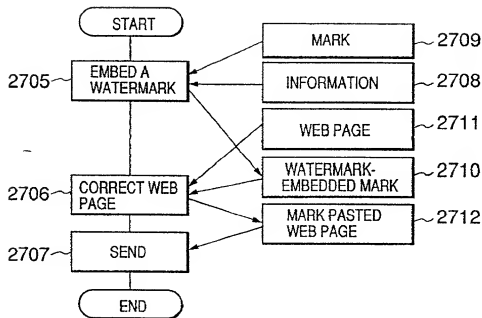 START
MARK
2709
2705
EMBED A
WATERMARK
INFORMATION
2708
WEB PAGE
2711
WATERMARK-
EMBEDDED MARK
2710
2706
CORRECT WEB
PAGE
MARK PASTED
WEB PAGE
2712
2707
SEND
END